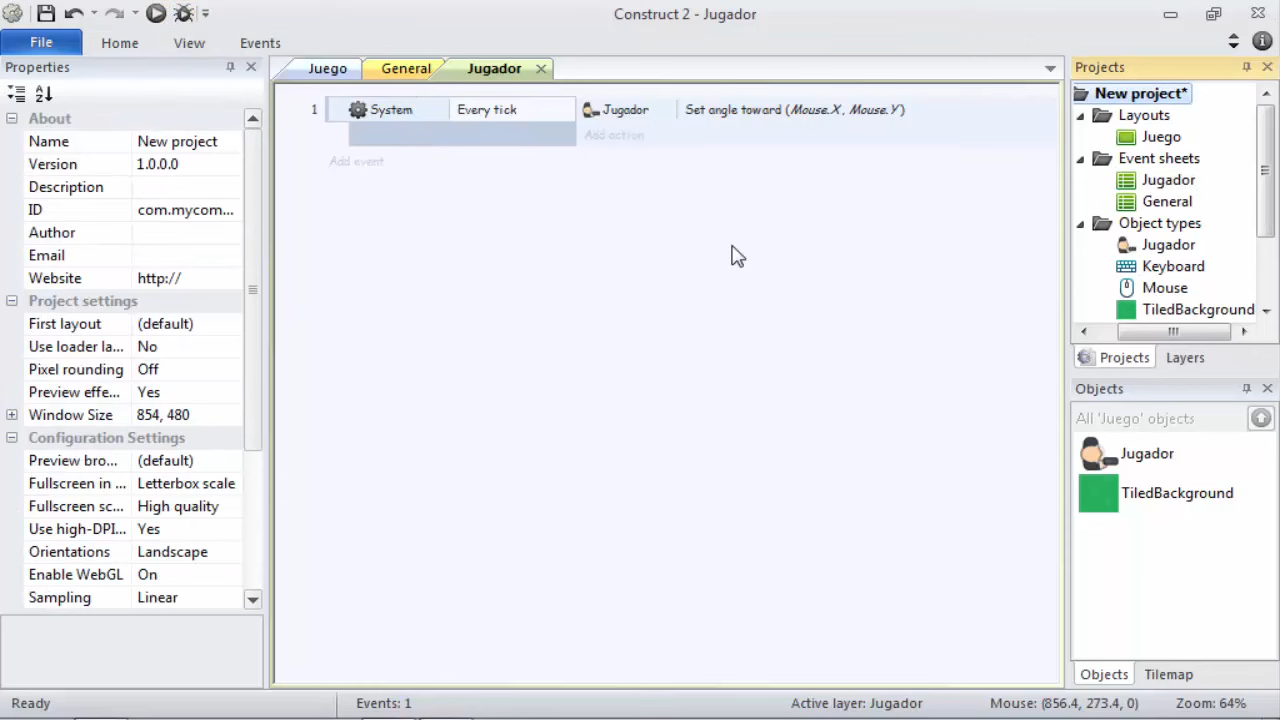 Construct 2 - Jugador
File
Home
View
Events
Properties
About
Name New project
Version 1.0.0.0
Description
ID com.mycom...
Author
Email
Website http://
Project settings
First layout (default)
Use loader la... No
Pixel rounding Off
Preview effe... Yes
Window Size 854, 480
Configuration Settings
Preview bro... (default)
Fullscreen in ... Letterbox scale
Fullscreen sc... High quality
Use high-DPI... Yes
Orientations Landscape
Enable WebGL On
Sampling Linear
Juego
General
Jugador
1 System Every tick Jugador Set angle toward (Mouse.X, Mouse.Y)
Add action
Add event
Projects
New project*
Layouts
Juego
Event sheets
Jugador
General
Object types
Jugador
Keyboard
Mouse
TiledBackground
Projects
Layers
Objects
All 'Juego' objects
Jugador
TiledBackground
Objects
Tilemap
Ready
Events: 1
Active layer: Jugador
Mouse: (856.4, 273.4, 0)
Zoom: 64%